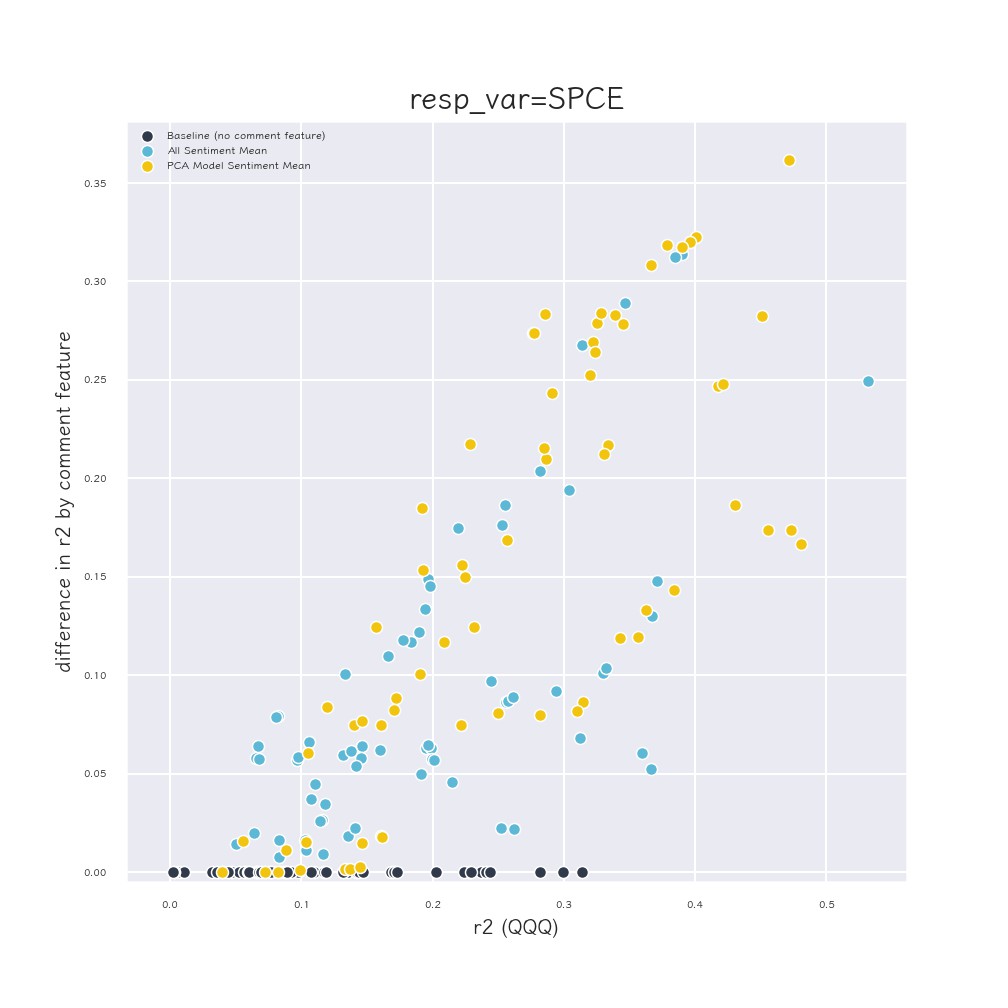 resp_var=SPCE
Baseline (no comment feature)
All Sentiment Mean
PCA Model Sentiment Mean
difference in r2 by comment feature
0.35
0.30
0.25
0.20
0.15
0.10
0.05
0.00
0.0 0.1 0.2 0.3 0.4 0.5
r2 (QQQ)